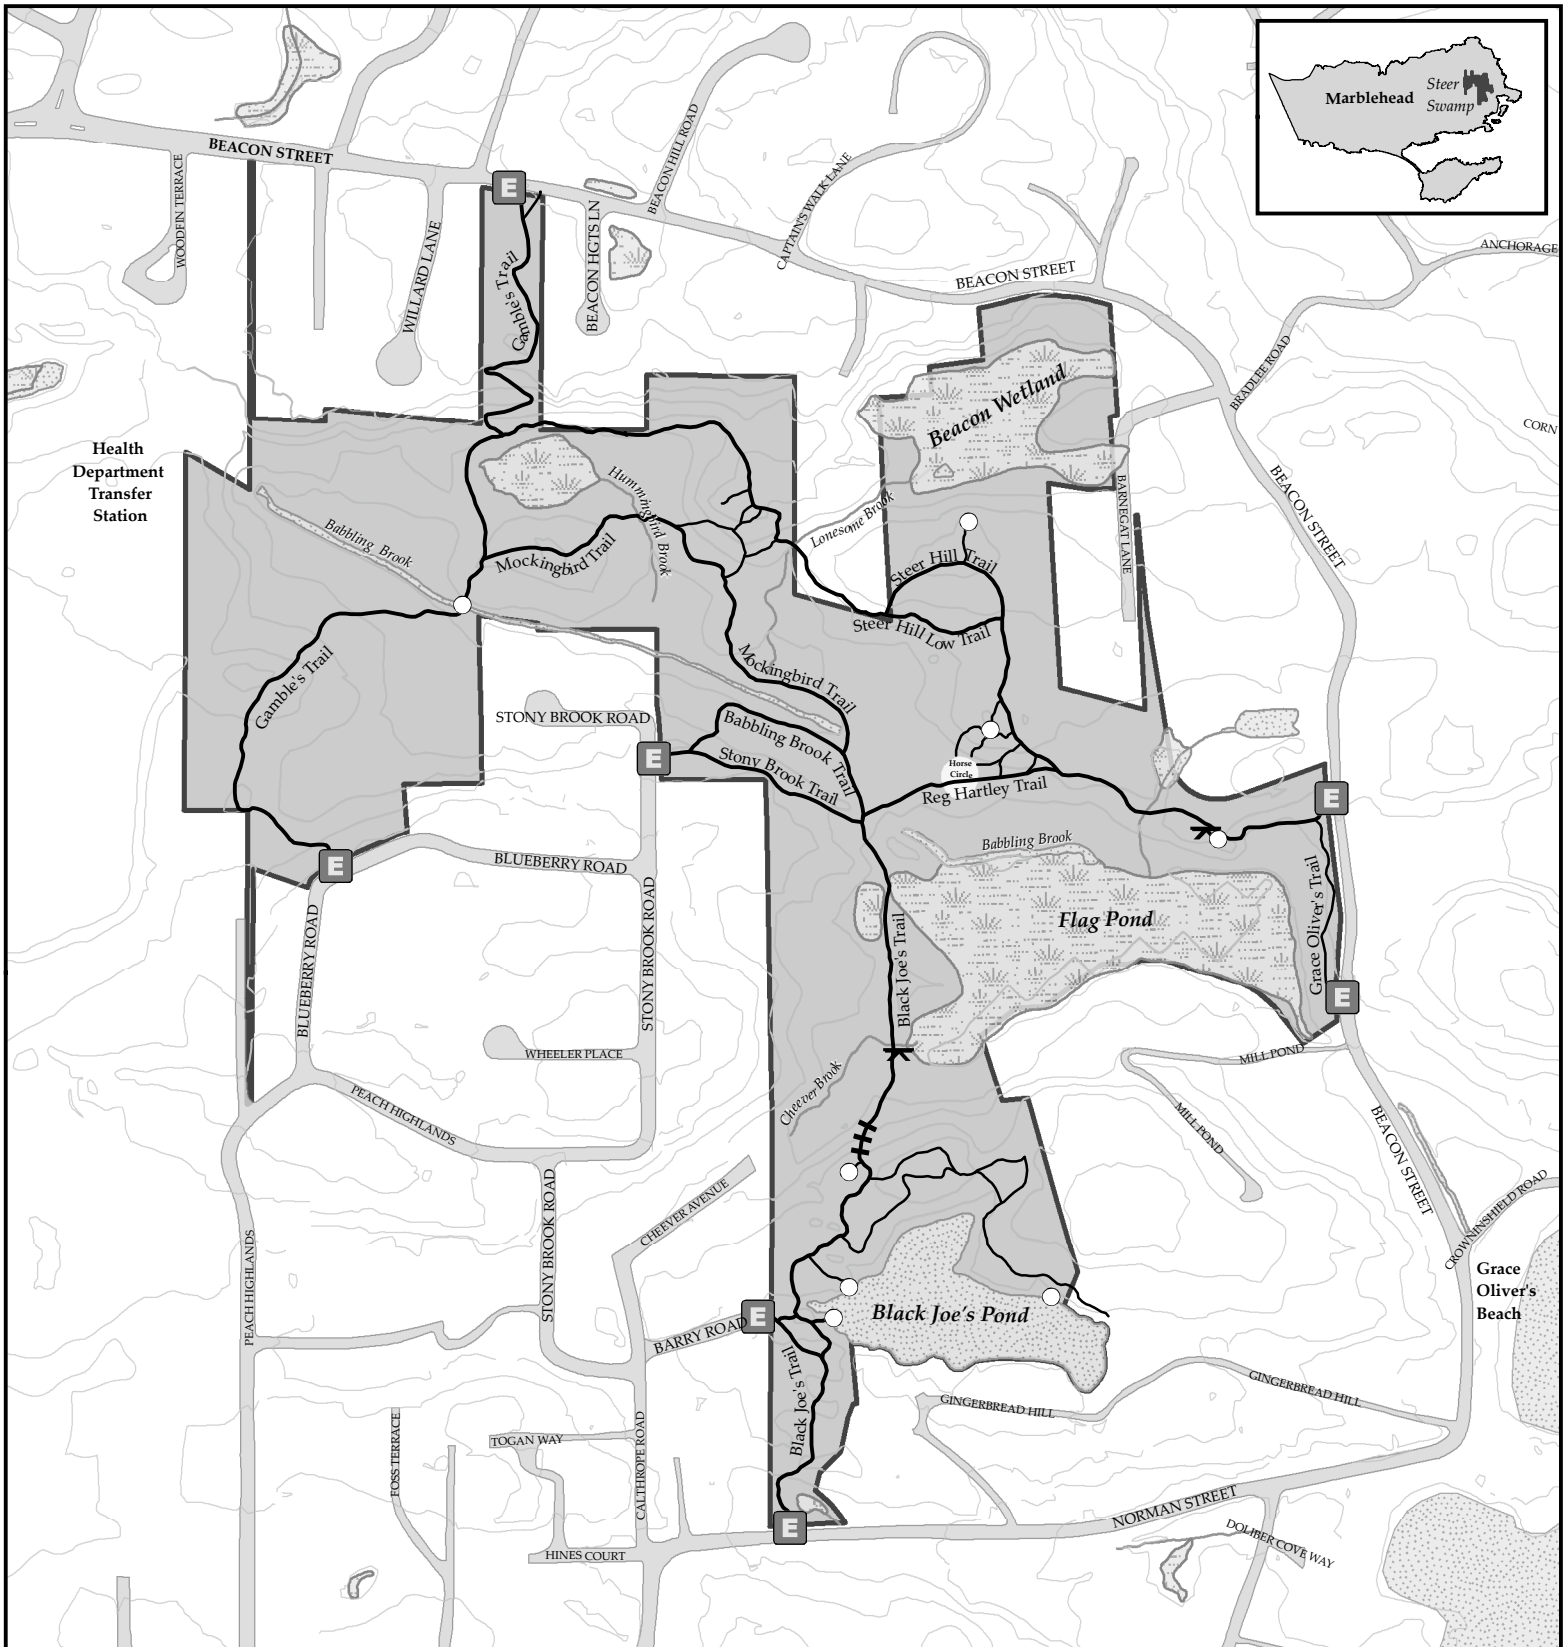 Steer
Marblehead
Swamp
BEACON STREET
WOODFIN TERRACE
WILLARD LANE
E
Gamble's Trail
BEACON HGTS LN
BEACON HILL ROAD
CAPTAIN'S WALK LANE
BEACON STREET
ANCHORAGE
BRADLEE ROAD
CORN
Beacon Wetland
BEACON STREET
BARNEGAT LANE
Health
Department
Transfer
Station
Babbling Brook
Hummingbird Brook
Mockingbird Trail
Lonesome Brook
Steer Hill Trail
Steer Hill Low Trail
Gamble's Trail
Mockingbird Trail
STONY BROOK ROAD
E
Babbling Brook Trail
Stony Brook Trail
Horse
Circle
Reg Hartley Trail
E
Babbling Brook
E
BLUEBERRY ROAD
BLUEBERRY ROAD
STONY BROOK ROAD
Black Joe's Trail
Flag Pond
Grace Oliver's Trail
E
WHEELER PLACE
MILL POND
MILL POND
Cheever Brook
PEACH HIGHLANDS
BEACON STREET
CROWNINSHIELD ROAD
CHEEVER AVENUE
STONY BROOK ROAD
PEACH HIGHLANDS
Grace
Oliver's
Beach
E
BARRY ROAD
Black Joe's Pond
Black Joe's Trail
GINGERBREAD HILL
GINGERBREAD HILL
FOSS TERRACE
TOGAN WAY
CALTHROPE ROAD
E
NORMAN STREET
HINES COURT
DOLIBER COVE WAY